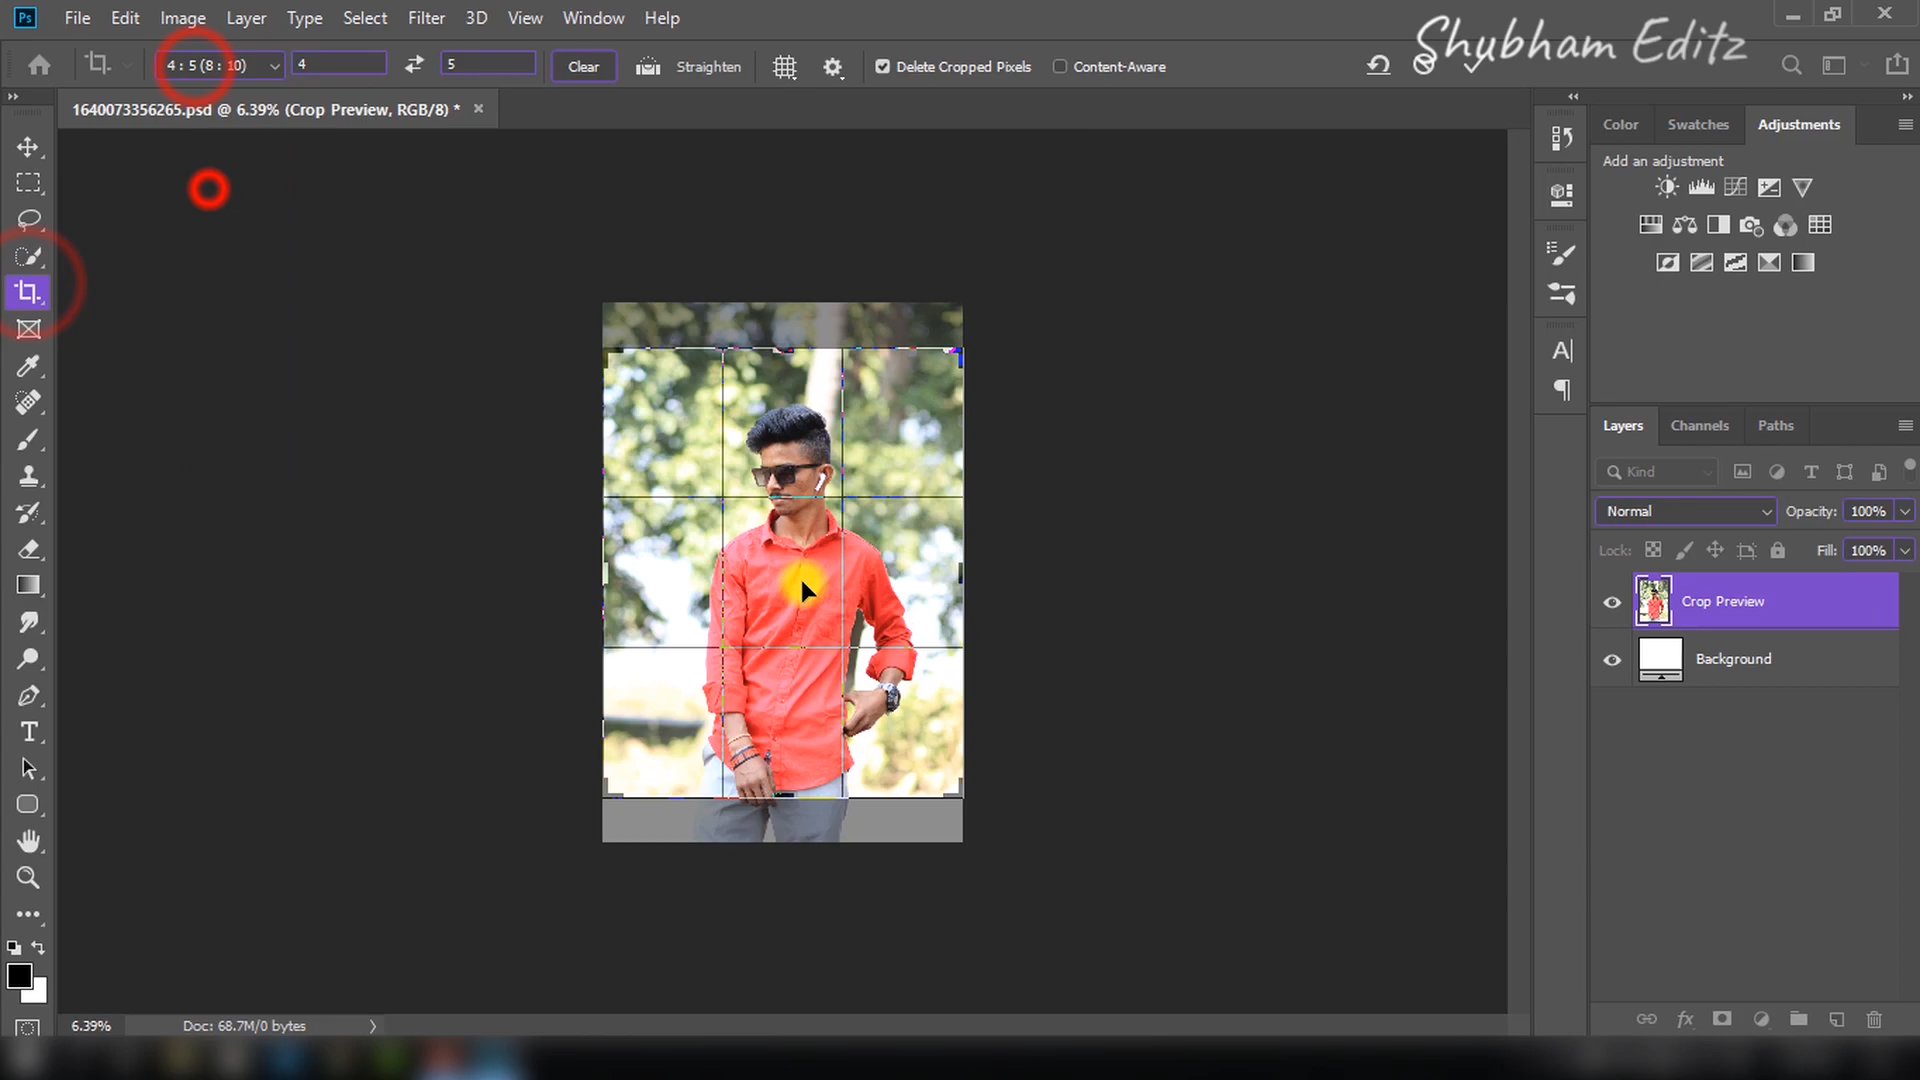 Ps File Edit Image Layer Type Select Filter 3D View Window Help
Shubham Editz
4 : 5 (8 : 10) 4 5 Clear Straighten Delete Cropped Pixels Content-Aware
1640073356265.psd @ 6.39% (Crop Preview, RGB/8) *
Color Swatches Adjustments
Add an adjustment
Layers Channels Paths
Kind
Normal Opacity: 100%
Lock: Fill: 100%
Crop Preview
Background
6.39% Doc: 68.7M/0 bytes